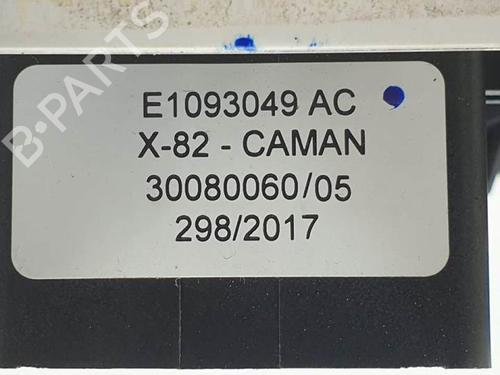 E1093049 AC
X-82 - CAMAN
30080060/05
298/2017
B-PARTS